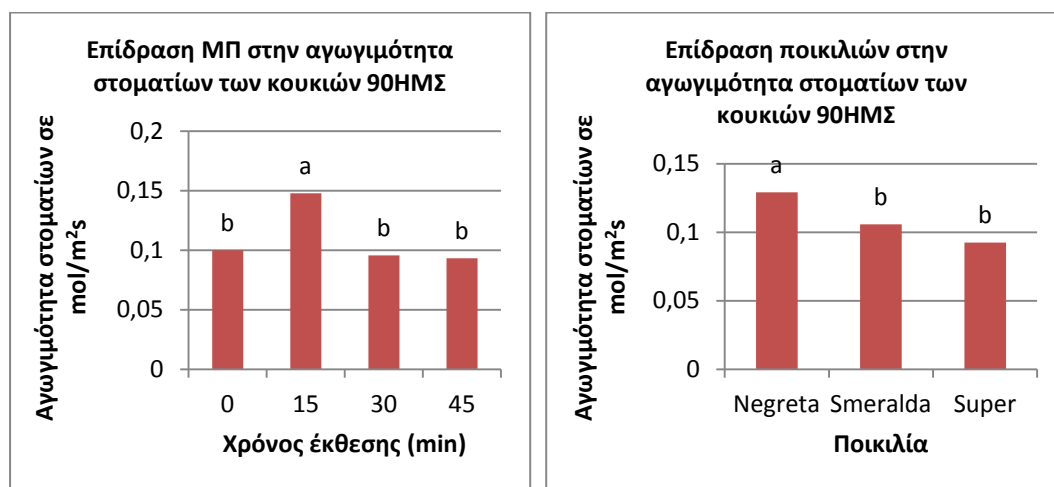 Επίδραση ΜΠ στην αγωγιμότητα
στοματίων των κουκιών 90ΗΜΣ
Αγωγιμότητα στοματίων σε
mol/m²s
0,2
0,15
0,1
0,05
0
b
a
b
b
0 15 30 45
Χρόνος έκθεσης (min)
Επίδραση ποικιλιών στην
αγωγιμότητα στοματίων των
κουκιών 90ΗΜΣ
Αγωγιμότητα στοματίων σε
mol/m²s
0,15
0,1
0,05
0
a
b
b
Negreta Smeralda Super
Ποικιλία